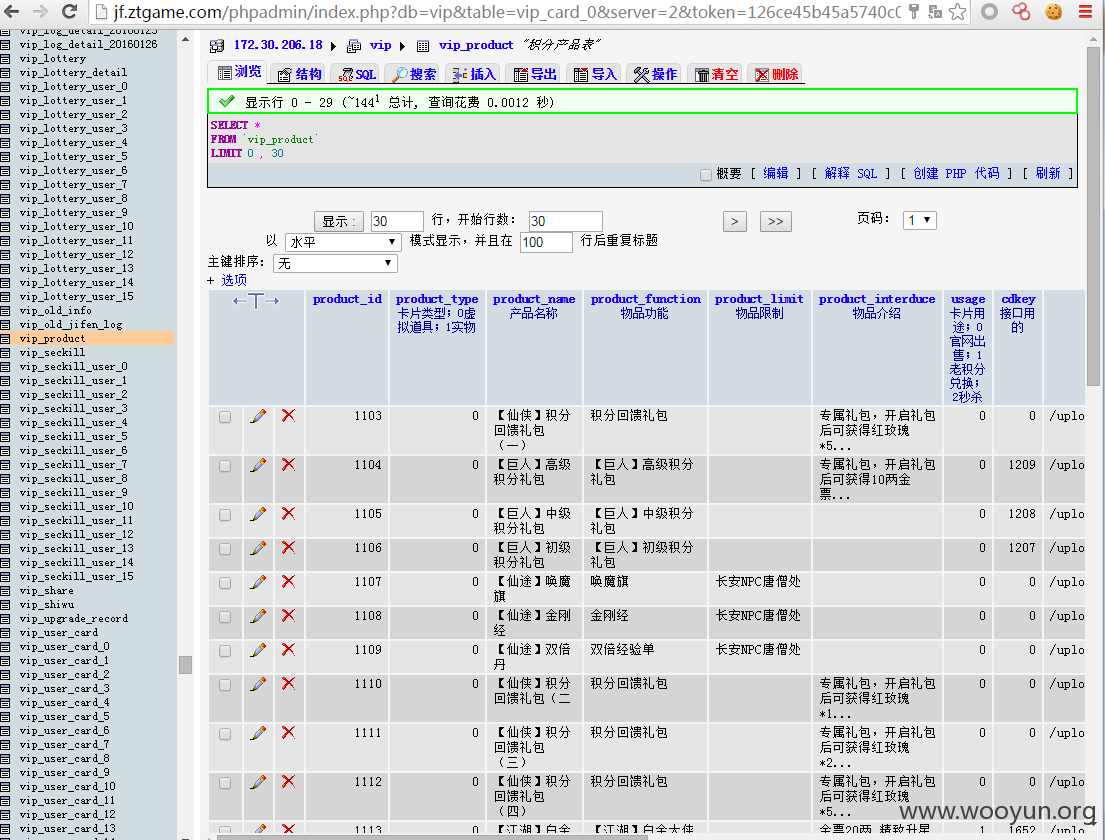 jf.ztgame.com/phpadmin/index.php?db=vip&table=vip_card_0&server=2&token=126ce45b45a5740c
vip_log_detail_20160125
vip_log_detail_20160126
vip_lottery
vip_lottery_detail
vip_lottery_user_0
vip_lottery_user_1
vip_lottery_user_2
vip_lottery_user_3
vip_lottery_user_4
vip_lottery_user_5
vip_lottery_user_6
vip_lottery_user_7
vip_lottery_user_8
vip_lottery_user_9
vip_lottery_user_10
vip_lottery_user_11
vip_lottery_user_12
vip_lottery_user_13
vip_lottery_user_14
vip_lottery_user_15
vip_old_info
vip_old_jifen_log
vip_product
vip_seckill
vip_seckill_user_0
vip_seckill_user_1
vip_seckill_user_2
vip_seckill_user_3
vip_seckill_user_4
vip_seckill_user_5
vip_seckill_user_6
vip_seckill_user_7
vip_seckill_user_8
vip_seckill_user_9
vip_seckill_user_10
vip_seckill_user_11
vip_seckill_user_12
vip_seckill_user_13
vip_seckill_user_14
vip_seckill_user_15
vip_share
vip_shiwu
vip_upgrade_record
vip_user_card
vip_user_card_0
vip_user_card_1
vip_user_card_2
vip_user_card_3
vip_user_card_4
vip_user_card_5
vip_user_card_6
vip_user_card_7
vip_user_card_8
vip_user_card_9
vip_user_card_10
vip_user_card_11
vip_user_card_12
vip_user_card_13
172.30.206.18 ▸ vip ▸ vip_product "积分产品表"
浏览 结构 SQL 搜索 插入 导出 导入 操作 清空 删除
显示行 0 - 29 (~144¹ 总计, 查询花费 0.0012 秒)
SELECT *
FROM `vip_product`
LIMIT 0 , 30
概要 [ 编辑 ] [ 解释 SQL ] [ 创建 PHP 代码 ] [ 刷新 ]
显示 : 30 行，开始行数： 30 > >> 页码： 1
以 水平 模式显示，并且在 100 行后重复标题
主键排序： 无
+ 选项
←T→ product_id product_type product_name product_function product_limit product_interduce usage cdkey
卡片类型；0虚 产品名称 物品功能 物品限制 物品介绍 卡片用 接口用
拟道具；1实物 途；0 的
官网出
售；1
老积分
兑换；
2秒杀
1103 0 【仙侠】积分 积分回馈礼包 专属礼包，开启礼包 0 0 /uplo
回馈礼包 后可获得红玫瑰
（一） *5...
1104 0 【巨人】高级 【巨人】高级积分 专属礼包，开启礼包 0 1209 /uplo
积分礼包 礼包 后可获得10两金
票...
1105 0 【巨人】中级 【巨人】中级积分 0 1208 /uplo
积分礼包 礼包
1106 0 【巨人】初级 【巨人】初级积分 0 1207 /uplo
积分礼包 礼包
1107 0 【仙途】唤魔 唤魔旗 长安NPC唐僧处 0 0 /uplo
旗
1108 0 【仙途】金刚 金刚经 长安NPC唐僧处 0 0 /uplo
经
1109 0 【仙途】双倍 双倍经验单 长安NPC唐僧处 0 0 /uplo
丹
1110 0 【仙侠】积分 积分回馈礼包 专属礼包，开启礼包 0 0 /uplo
回馈礼包（二 后可获得红玫瑰
*1...
1111 0 【仙侠】积分 积分回馈礼包 专属礼包，开启礼包 0 0 /uplo
回馈礼包 后可获得红玫瑰
（三） *2...
1112 0 【仙侠】积分 积分回馈礼包 专属礼包，开启礼包 0 0 /uplo
回馈礼包 后可获得红玫瑰
（四） *5...
1113 0 【江湖】白金 【江湖】白金大侠 金票20两 精致升星 1 1652 /uplo
www.wooyun.org